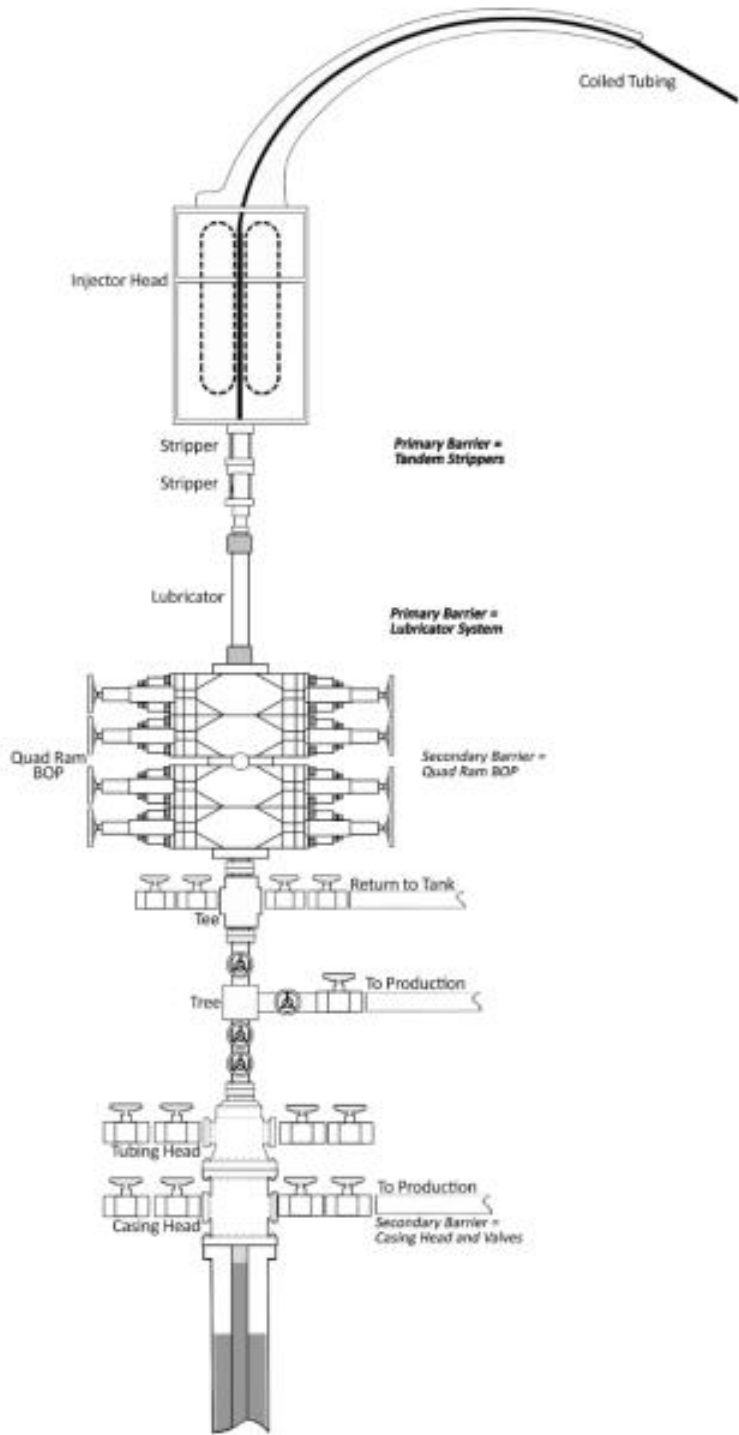 Coiled Tubing
Injector Head
Stripper
Primary Barrier =
Tandem Strippers
Stripper
Lubricator
Primary Barrier =
Lubricator System
Quad Ram
BOP
Secondary Barrier =
Quad Ram BOP
Return to Tank
Tee
To Production
Tree
Tubing Head
To Production
Casing Head
Secondary Barrier =
Casing Head and Valves